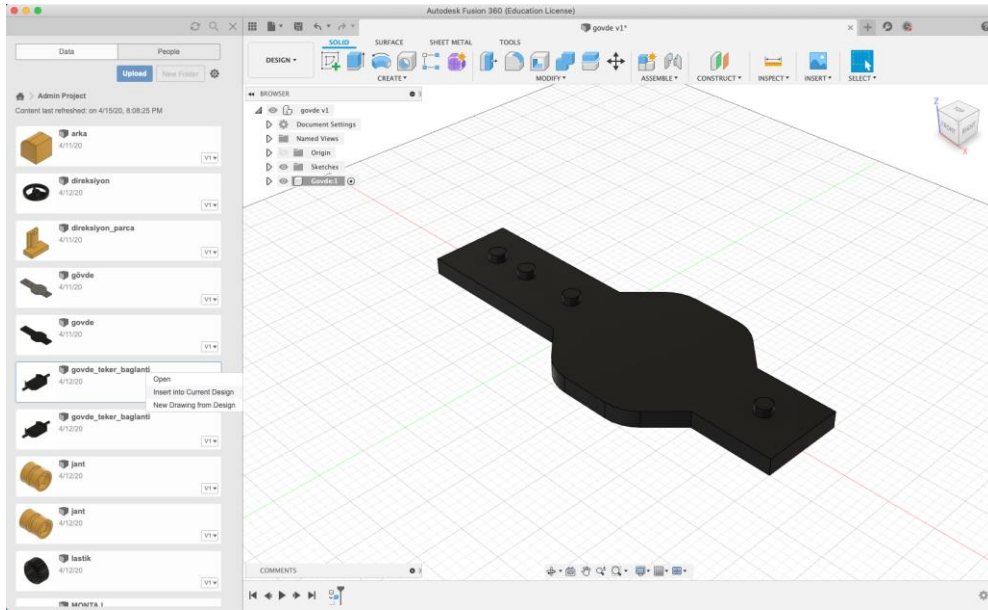 Autodesk Fusion 360 (Education License)
govde v1*
Data People
Upload New Folder
Admin Project
Content last refreshed: on 4/15/20, 8:08:25 PM
arka
4/11/20
V1
direksiyon
4/12/20
V1
direksiyon_parca
4/11/20
V1
gövde
4/11/20
V1
govde
4/11/20
V1
govde_teker_baglanti
4/12/20
Open
Insert into Current Design
New Drawing from Design
govde_teker_baglanti
4/12/20
V1
jant
4/12/20
V1
jant
4/12/20
V1
lastik
4/12/20
V1
DESIGN
SOLID SURFACE SHEET METAL TOOLS
CREATE MODIFY ASSEMBLE CONSTRUCT INSPECT INSERT SELECT
BROWSER
govde v1
Document Settings
Named Views
Origin
Sketches
Govde:1
Z
TOP
FRONT RIGHT
X
COMMENTS